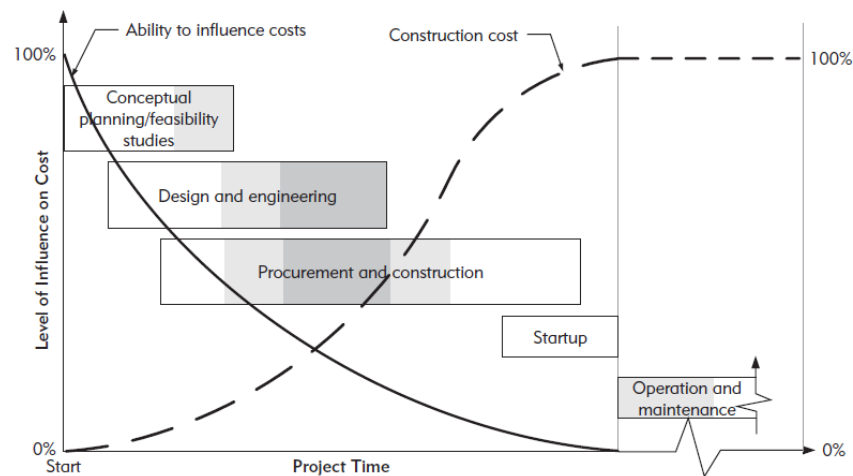 Ability to influence costs
Construction cost
100%
100%
Conceptual
planning/feasibility
studies
Design and engineering
Procurement and construction
Startup
Operation and
maintenance
Level of Influence on Cost
0%
0%
Start
Project Time